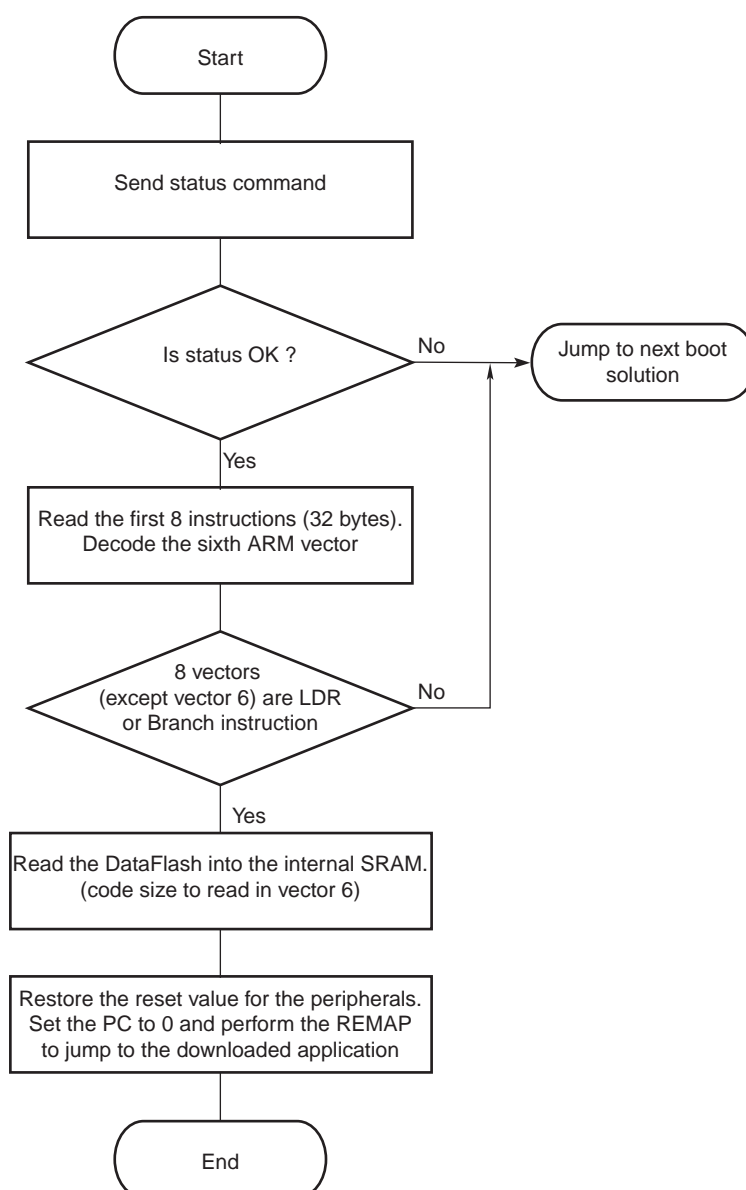 Start
Send status command
Is status OK ?
No
Jump to next boot
solution
Yes
Read the first 8 instructions (32 bytes).
Decode the sixth ARM vector
8 vectors
(except vector 6) are LDR
or Branch instruction
No
Yes
Read the DataFlash into the internal SRAM.
(code size to read in vector 6)
Restore the reset value for the peripherals.
Set the PC to 0 and perform the REMAP
to jump to the downloaded application
End